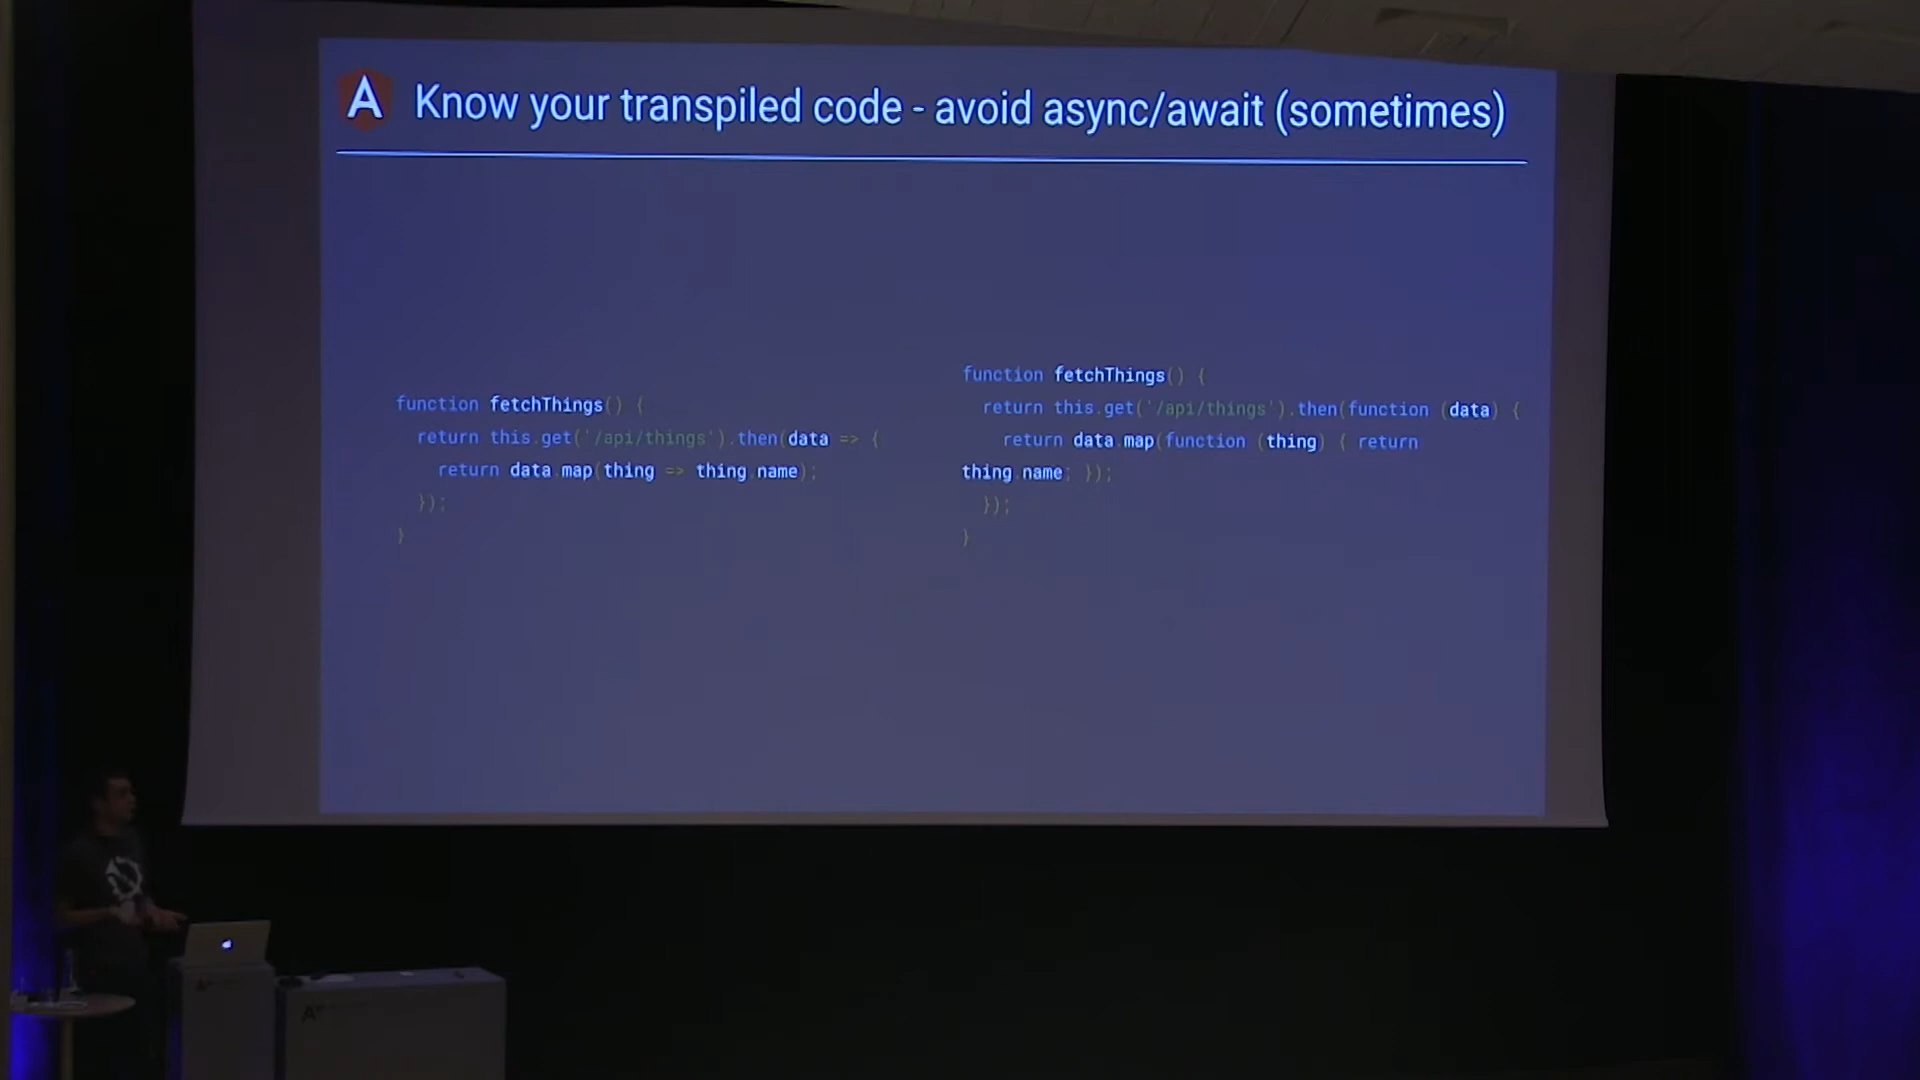 A Know your transpiled code - avoid async/await (sometimes)
function fetchThings() {
return this.get('/api/things').then(data => {
return data.map(thing => thing.name);
});
}
function fetchThings() {
return this.get('/api/things').then(function (data) {
return data.map(function (thing) { return
thing.name; });
});
}